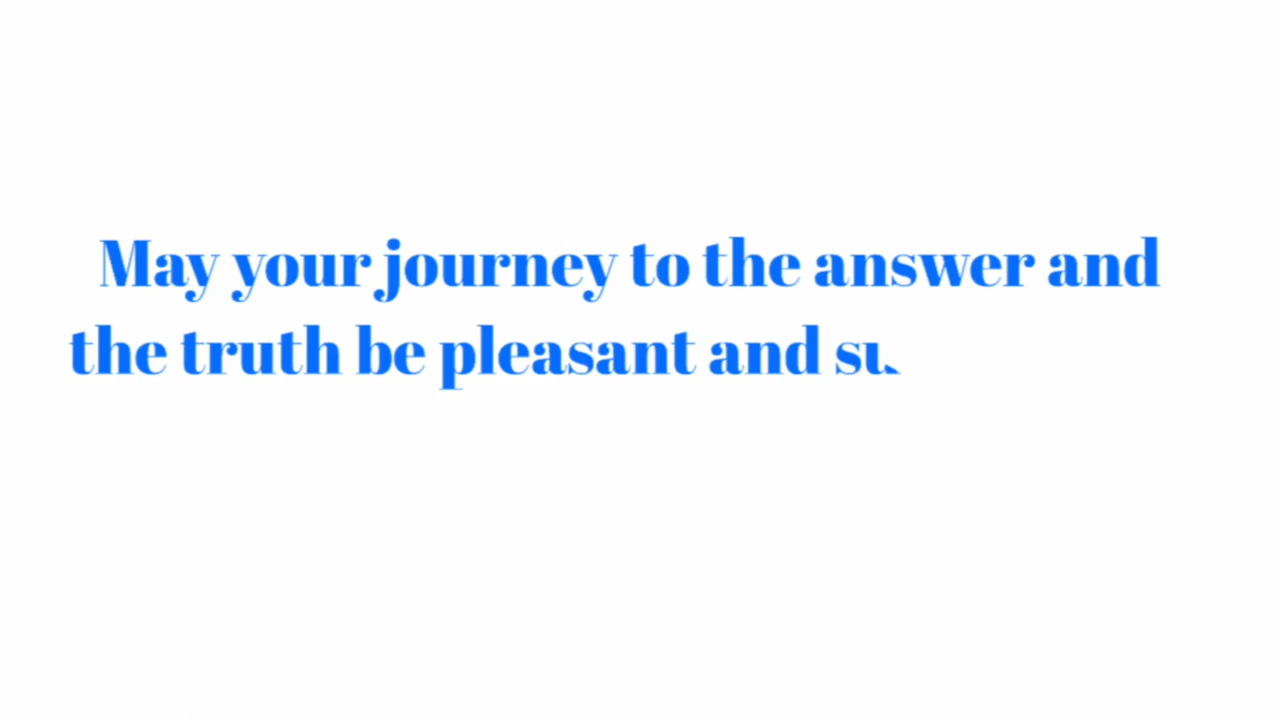 May your journey to the answer and
the truth be pleasant and